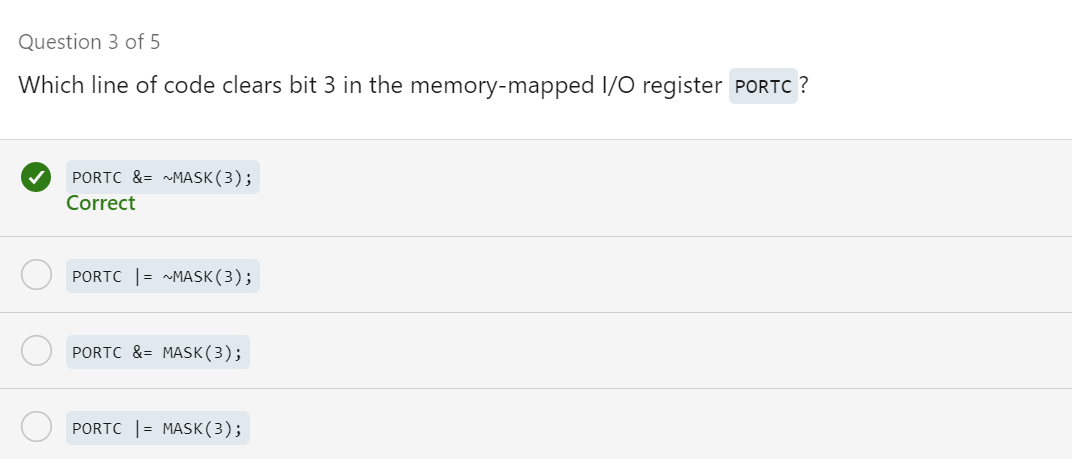 Question 3 of 5
Which line of code clears bit 3 in the memory-mapped I/O register PORTC?
PORTC &= ~MASK(3);
Correct
PORTC |= ~MASK(3);
PORTC &= MASK(3);
PORTC |= MASK(3);